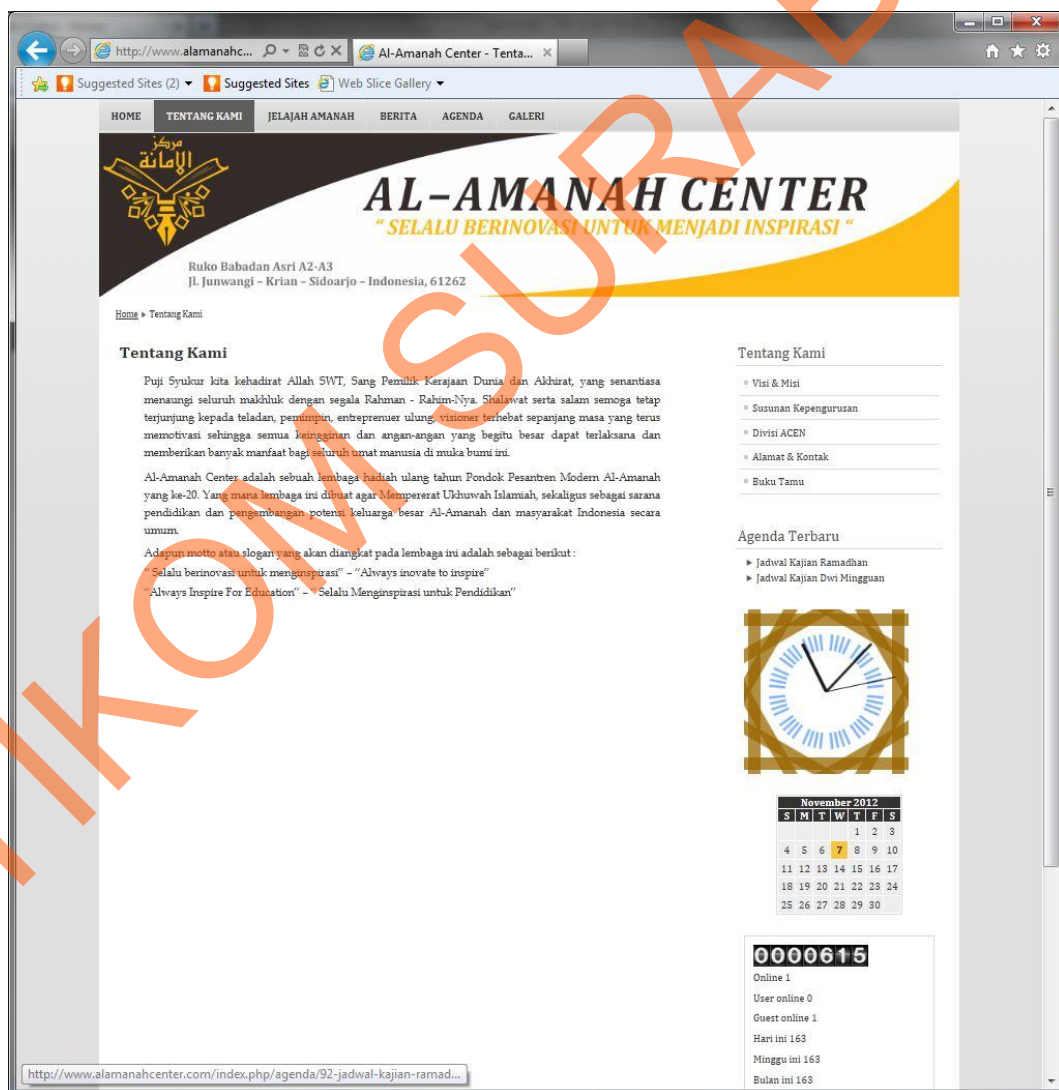 http://www.alamanahc...
Al-Amanah Center - Tenta...
Suggested Sites (2)
Suggested Sites
Web Slice Gallery
HOME TENTANG KAMI JELAJAH AMANAH BERITA AGENDA GALERI
مركز
الأمانة
AL-AMANAH CENTER
“ SELALU BERINOVASI UNTUK MENJADI INSPIRASI “
Ruko Babadan Asri A2-A3
Jl. Junwangi – Krian – Sidoarjo – Indonesia, 61262
Home ▸ Tentang Kami
Tentang Kami
Puji Syukur kita kehadirat Allah SWT, Sang Pemilik Kerajaan Dunia dan Akhirat, yang senantiasa
menaungi seluruh makhluk dengan segala Rahman - Rahim-Nya. Shalawat serta salam semoga tetap
terjunjung kepada teladan, pemimpin, entreprenuer ulung, visioner terhebat sepanjang masa yang terus
memotivasi sehingga semua keingginan dan angan-angan yang begitu besar dapat terlaksana dan
memberikan banyak manfaat bagi seluruh umat manusia di muka bumi ini.
Al-Amanah Center adalah sebuah lembaga hadiah ulang tahun Pondok Pesantren Modern Al-Amanah
yang ke-20. Yang mana lembaga ini dibuat agar Mempererat Ukhuwah Islamiah, sekaligus sebagai sarana
pendidikan dan pengembangan potensi keluarga besar Al-Amanah dan masyarakat Indonesia secara
umum.
Adapun motto atau slogan yang akan diangkat pada lembaga ini adalah sebagai berikut :
“ Selalu berinovasi untuk menginspirasi” – “Always inovate to inspire”
“Always Inspire For Education” – “ Selalu Menginspirasi untuk Pendidikan”
Tentang Kami
Visi & Misi
Susunan Kepengurusan
Divisi ACEN
Alamat & Kontak
Buku Tamu
Agenda Terbaru
▸ Jadwal Kajian Ramadhan
▸ Jadwal Kajian Dwi Mingguan
November 2012
S M T W T F S
1 2 3
4 5 6 7 8 9 10
11 12 13 14 15 16 17
18 19 20 21 22 23 24
25 26 27 28 29 30
0000615
Online 1
User online 0
Guest online 1
Hari ini 163
Minggu ini 163
Bulan ini 163
http://www.alamanahcenter.com/index.php/agenda/92-jadwal-kajian-ramad...
IKOM SURAB